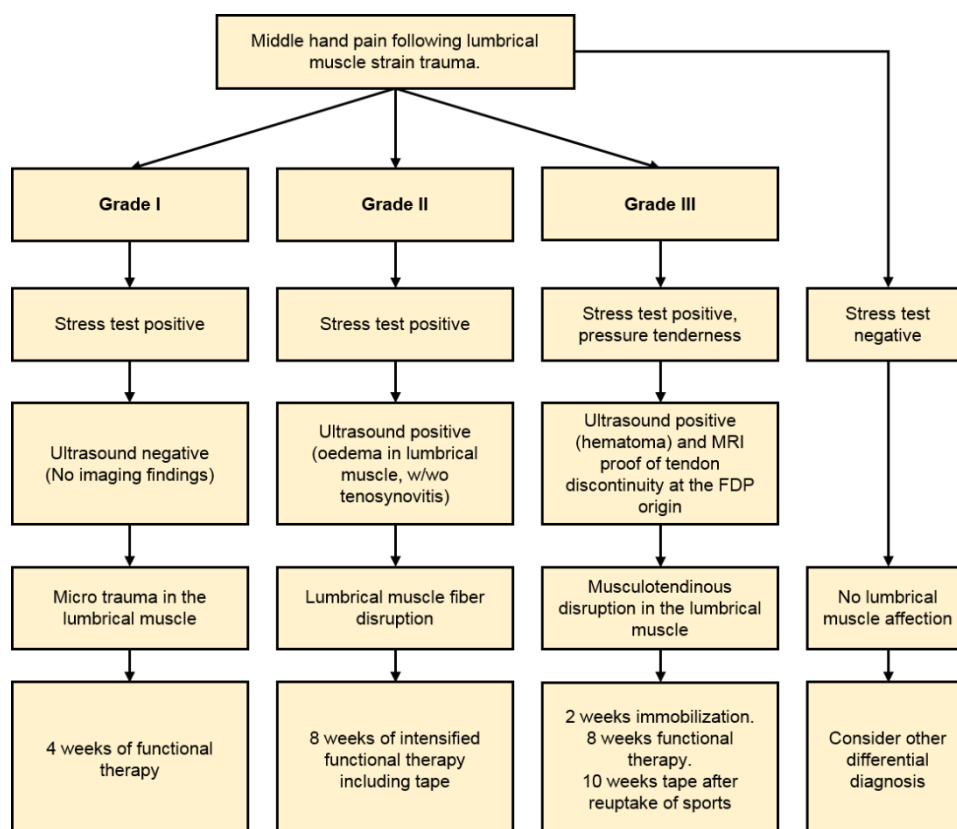 Middle hand pain following lumbrical
muscle strain trauma.
Grade I
Grade II
Grade III
Stress test positive
Stress test positive
Stress test positive,
pressure tenderness
Stress test
negative
Ultrasound negative
(No imaging findings)
Ultrasound positive
(oedema in lumbrical
muscle, w/wo
tenosynovitis)
Ultrasound positive
(hematoma) and MRI
proof of tendon
discontinuity at the FDP
origin
Micro trauma in the
lumbrical muscle
Lumbrical muscle fiber
disruption
Musculotendinous
disruption in the lumbrical
muscle
No lumbrical
muscle affection
4 weeks of functional
therapy
8 weeks of intensified
functional therapy
including tape
2 weeks immobilization.
8 weeks functional
therapy.
10 weeks tape after
reuptake of sports
Consider other
differential
diagnosis